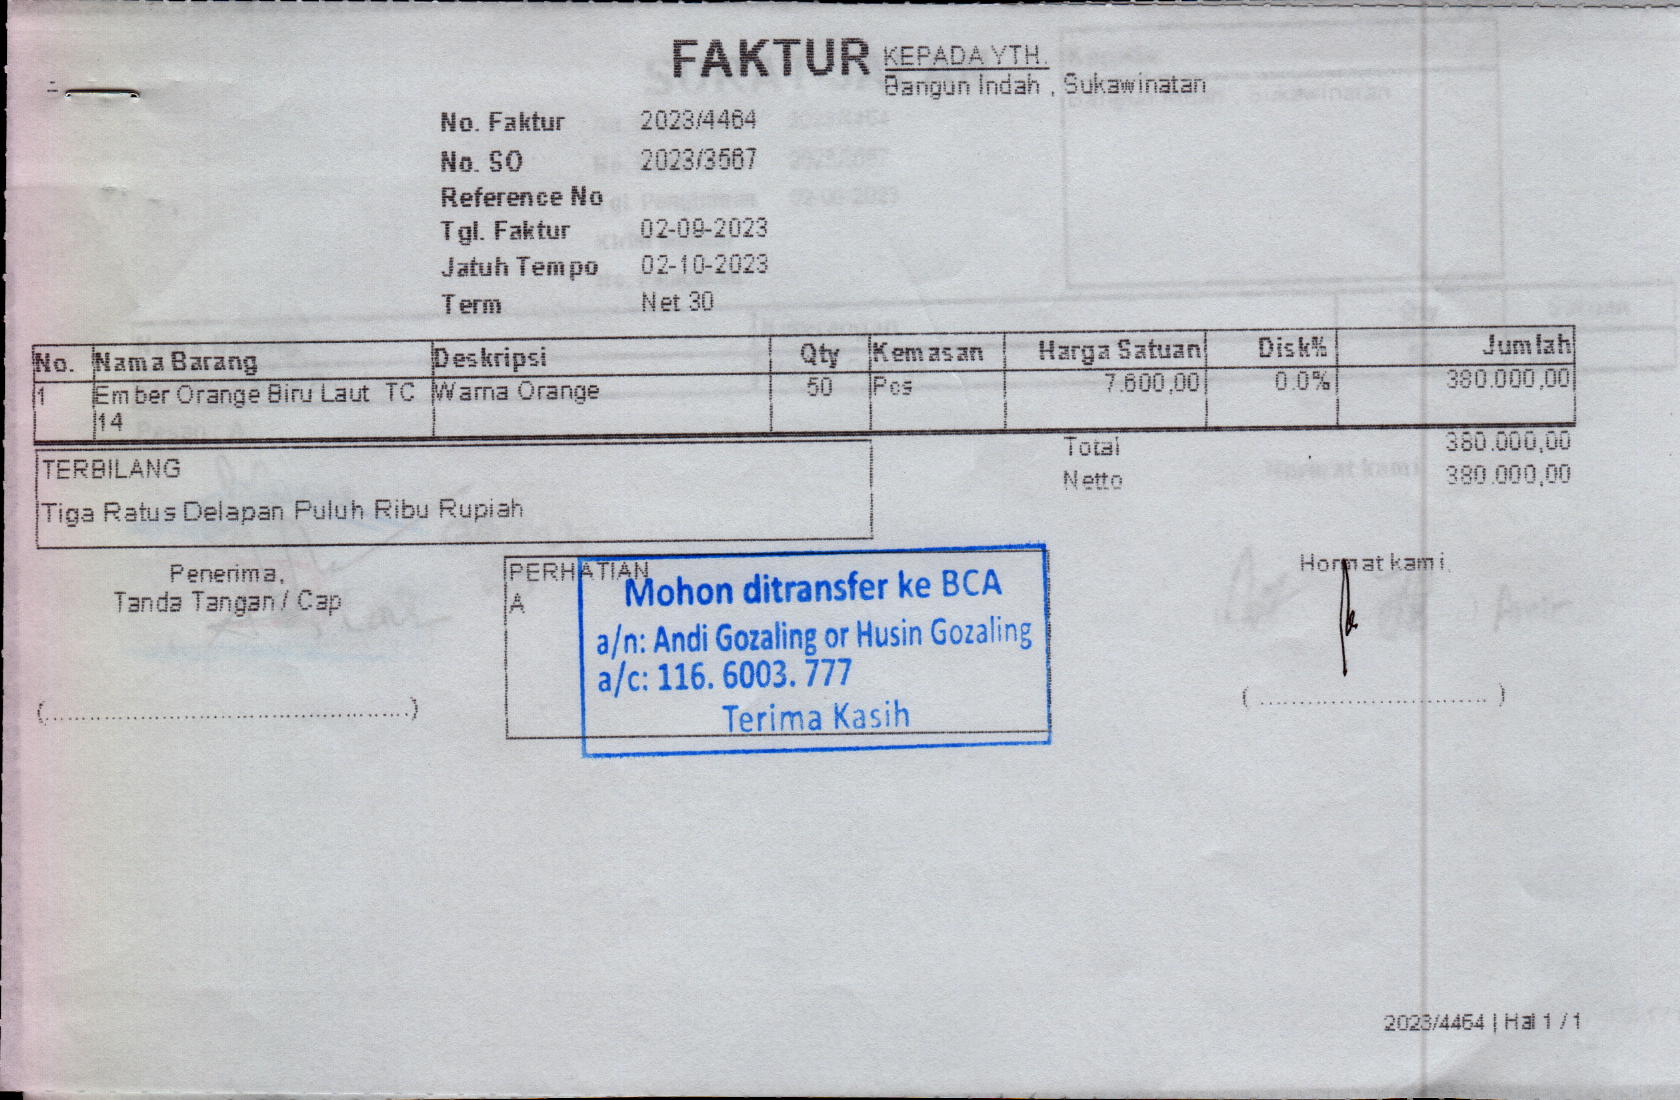 FAKTUR
KEPADA YTH.
Bangun Indah , Sukawinatan
No. Faktur 2023/4464
No. SO 2023/3567
Reference No
Tgl. Faktur 02-09-2023
Jatuh Tempo 02-10-2023
Term Net 30
No. Nama Barang Deskripsi Qty Kemasan Harga Satuan Disk% Jumlah
1 Ember Orange Biru Laut TC Warna Orange 50 Pcs 7.600,00 0.0% 380.000,00
14
Total 380.000,00
Netto 380.000,00
TERBILANG
Tiga Ratus Delapan Puluh Ribu Rupiah
Penerima,
Tanda Tangan / Cap
(............................................)
PERHATIAN
A
Mohon ditransfer ke BCA
a/n: Andi Gozaling or Husin Gozaling
a/c: 116. 6003. 777
Terima Kasih
Hormat kami,
( ............................ )
2023/4464 | Hal 1 / 1